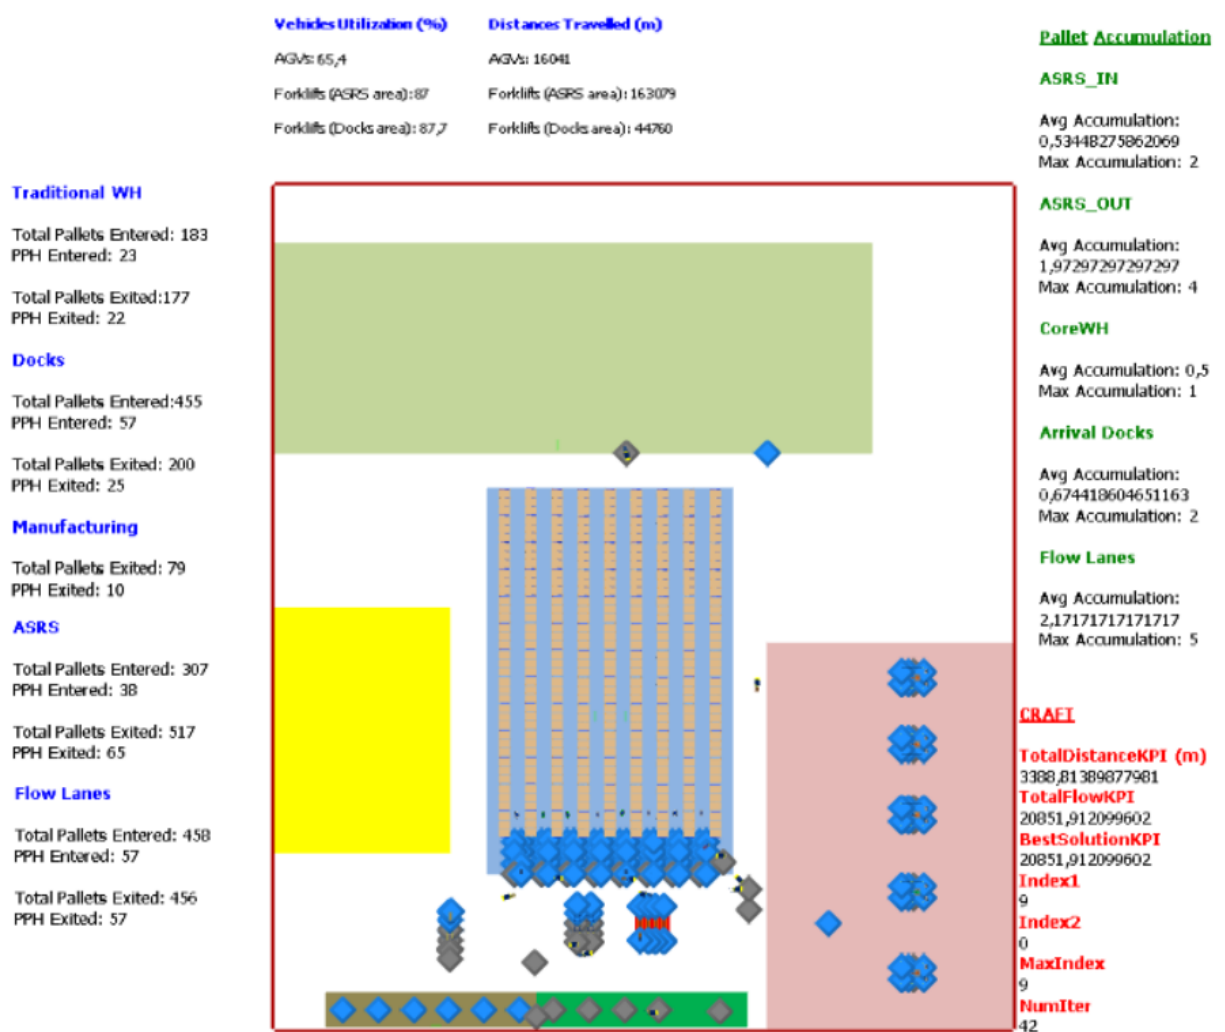 Vehicles Utilization (%)
AGVs: 65,4
Forklifts (ASRS area):87
Forklifts (Docks area): 87,7
Distances Travelled (m)
AGVs: 16041
Forklifts (ASRS area): 163079
Forklifts (Docks area): 44760
Traditional WH
Total Pallets Entered: 183
PPH Entered: 23
Total Pallets Exited:177
PPH Exited: 22
Docks
Total Pallets Entered:455
PPH Entered: 57
Total Pallets Exited: 200
PPH Exited: 25
Manufacturing
Total Pallets Exited: 79
PPH Exited: 10
ASRS
Total Pallets Entered: 307
PPH Entered: 38
Total Pallets Exited: 517
PPH Exited: 65
Flow Lanes
Total Pallets Entered: 458
PPH Entered: 57
Total Pallets Exited: 456
PPH Exited: 57
Pallet Accumulation
ASRS_IN
Avg Accumulation:
0,53448275862069
Max Accumulation: 2
ASRS_OUT
Avg Accumulation:
1,97297297297297
Max Accumulation: 4
CoreWH
Avg Accumulation: 0,5
Max Accumulation: 1
Arrival Docks
Avg Accumulation:
0,674418604651163
Max Accumulation: 2
Flow Lanes
Avg Accumulation:
2,17171717171717
Max Accumulation: 5
CRAFT
TotalDistanceKPI (m)
3388,81389877981
TotalFlowKPI
20851,912099602
BestSolutionKPI
20851,912099602
Index1
9
Index2
0
MaxIndex
9
NumIter
42